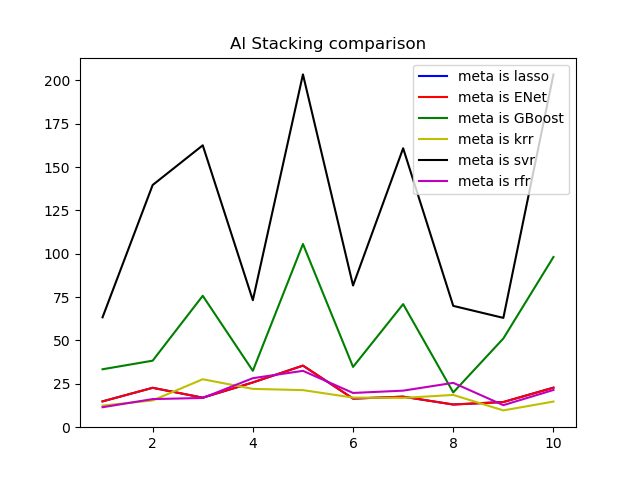 Al Stacking comparison
200
175
150
125
100
75
50
25
0
2
4
6
8
10
meta is lasso
meta is ENet
meta is GBoost
meta is krr
meta is svr
meta is rfr